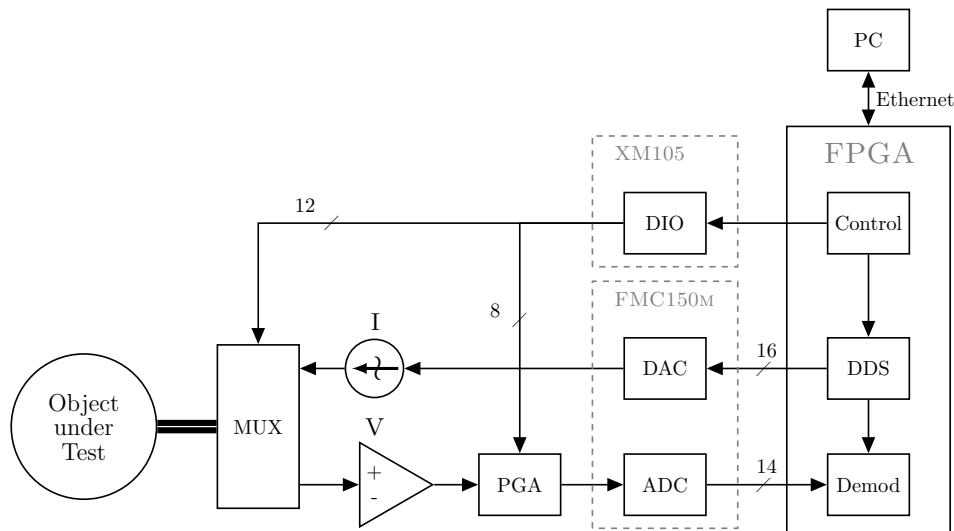 PC
Ethernet
XM105
FPGA
12
DIO
Control
8
FMC150M
I
16
DAC
DDS
Object
under
Test
MUX
V
+
-
PGA
ADC
14
Demod